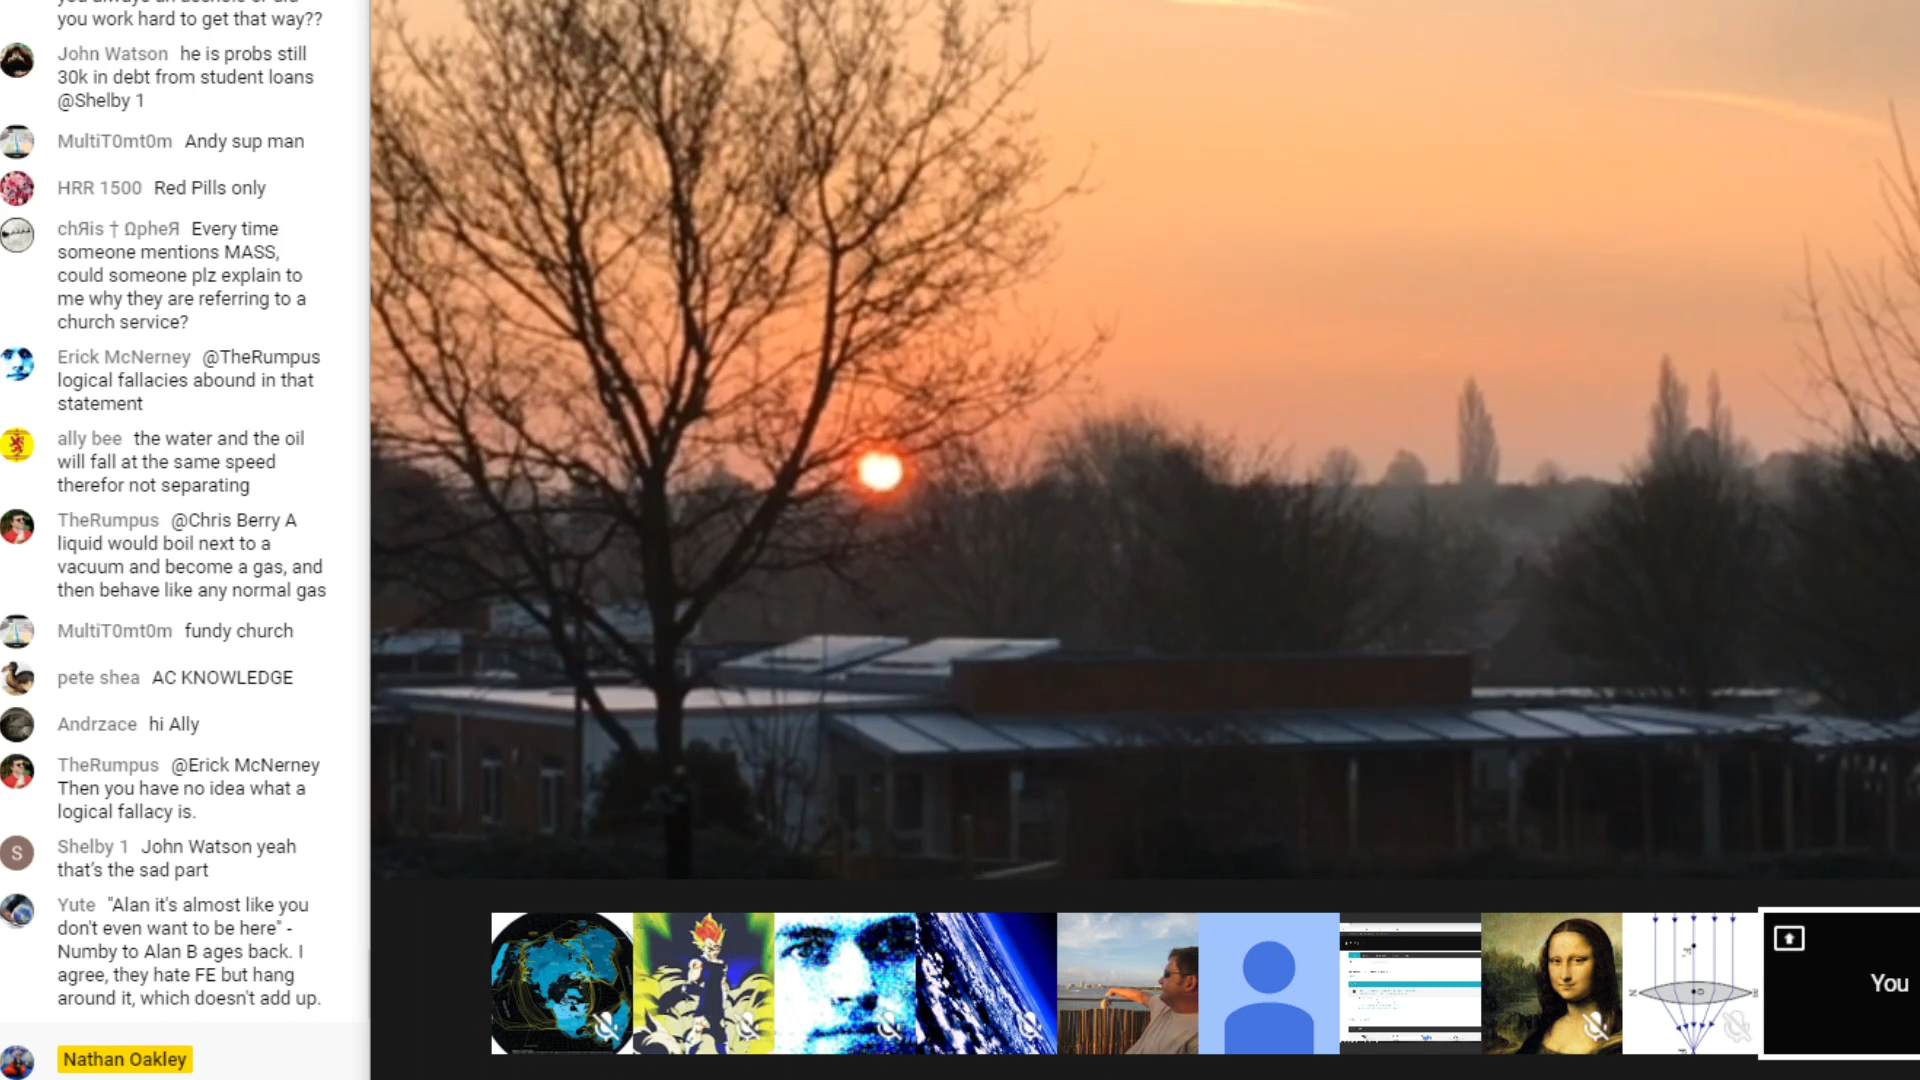 you work hard to get that way??
John Watson he is probs still
30k in debt from student loans
@Shelby 1
MultiT0mt0m Andy sup man
HRR 1500 Red Pills only
chЯis † ΩpheЯ Every time
someone mentions MASS,
could someone plz explain to
me why they are referring to a
church service?
Erick McNerney @TheRumpus
logical fallacies abound in that
statement
ally bee the water and the oil
will fall at the same speed
therefor not separating
TheRumpus @Chris Berry A
liquid would boil next to a
vacuum and become a gas, and
then behave like any normal gas
MultiT0mt0m fundy church
pete shea AC KNOWLEDGE
Andrzace hi Ally
TheRumpus @Erick McNerney
Then you have no idea what a
logical fallacy is.
S
Shelby 1 John Watson yeah
that's the sad part
Yute "Alan it's almost like you
don't even want to be here" -
Numby to Alan B ages back. I
agree, they hate FE but hang
around it, which doesn't add up.
Nathan Oakley
You